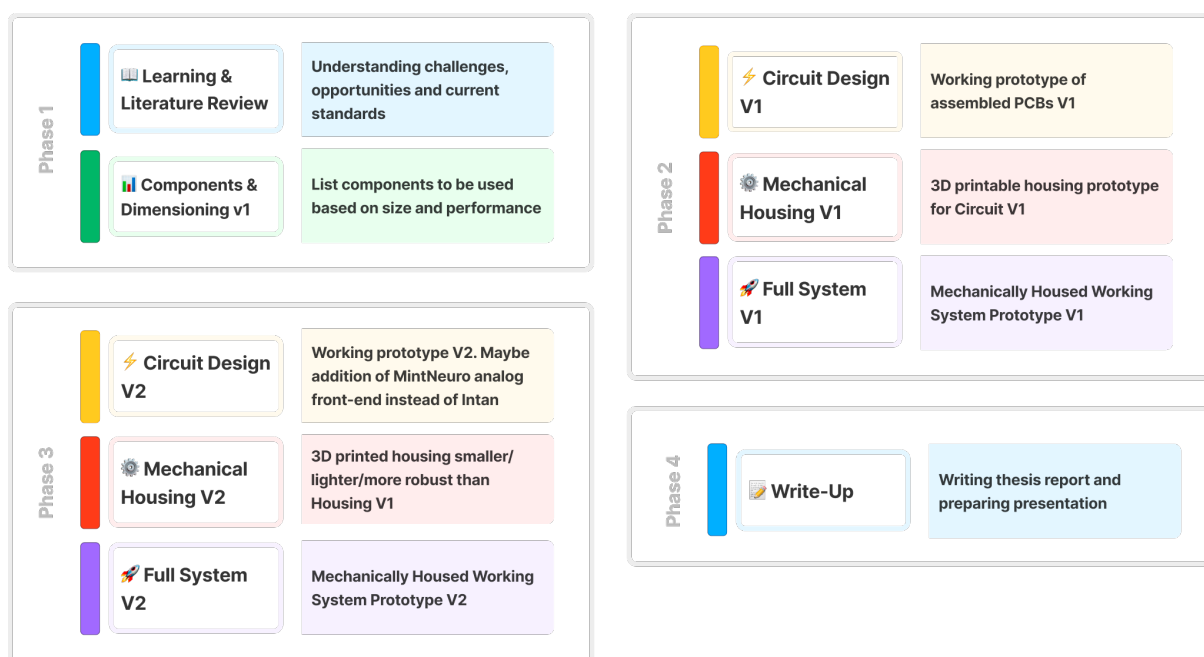 Phase 1
📖 Learning &
Literature Review
Understanding challenges,
opportunities and current
standards
📊 Components &
Dimensioning v1
List components to be used
based on size and performance
Phase 2
⚡ Circuit Design
V1
Working prototype of
assembled PCBs V1
⚙️ Mechanical
Housing V1
3D printable housing prototype
for Circuit V1
🚀 Full System
V1
Mechanically Housed Working
System Prototype V1
Phase 3
⚡ Circuit Design
V2
Working prototype V2. Maybe
addition of MintNeuro analog
front-end instead of Intan
⚙️ Mechanical
Housing V2
3D printed housing smaller/
lighter/more robust than
Housing V1
🚀 Full System
V2
Mechanically Housed Working
System Prototype V2
Phase 4
📝 Write-Up
Writing thesis report and
preparing presentation